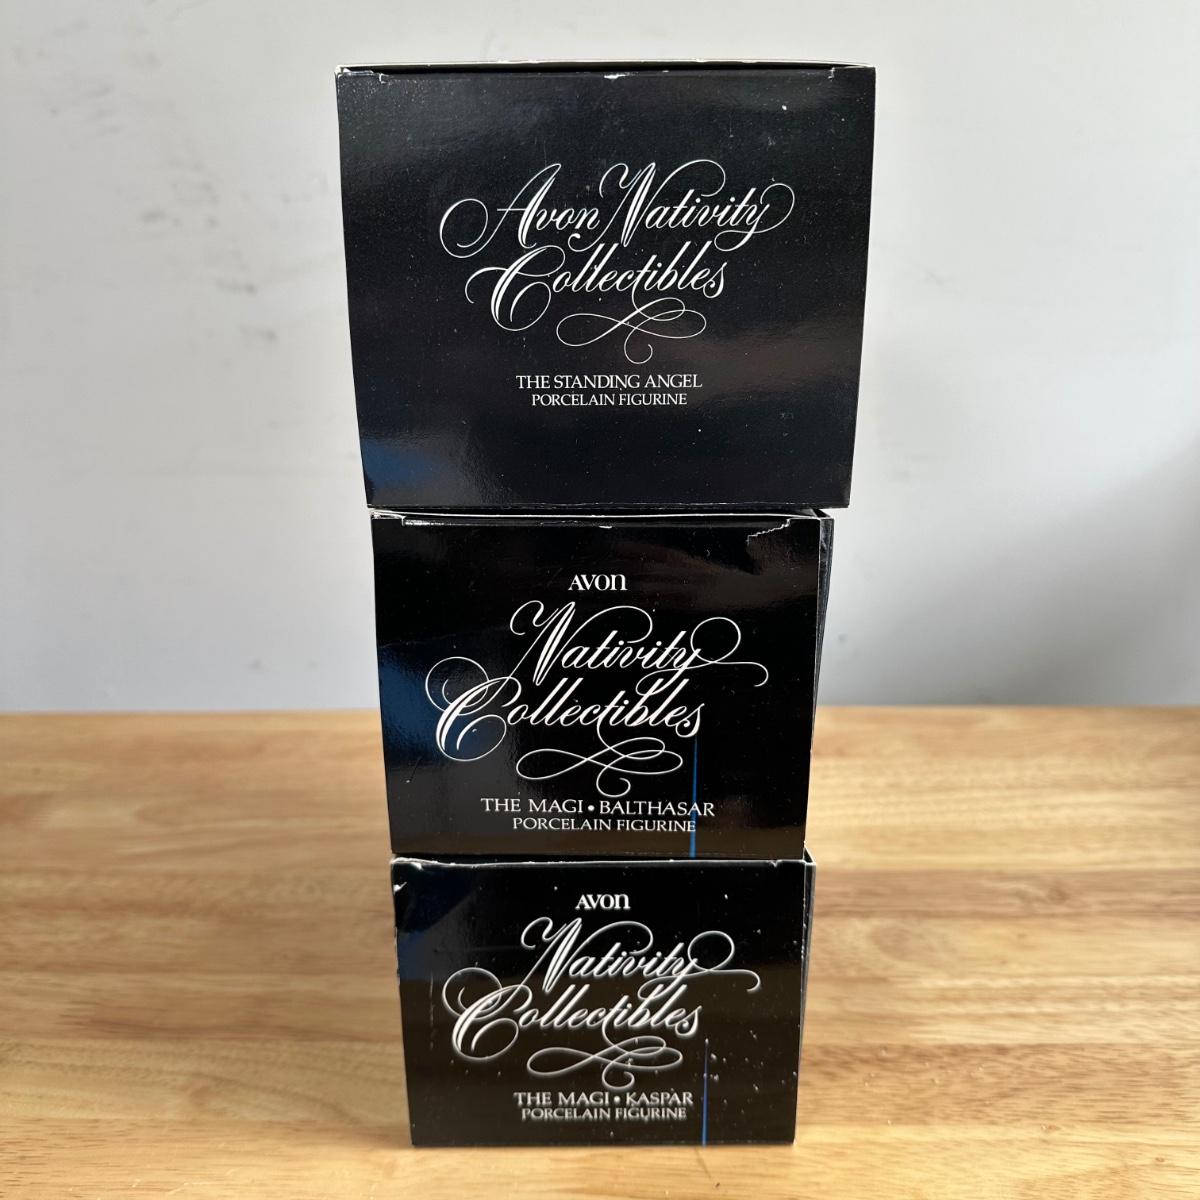 Avon Nativity
Collectibles
THE STANDING ANGEL
PORCELAIN FIGURINE
AVON
Nativity
Collectibles
THE MAGI • BALTHASAR
PORCELAIN FIGURINE
AVON
Nativity
Collectibles
THE MAGI • KASPAR
PORCELAIN FIGURINE